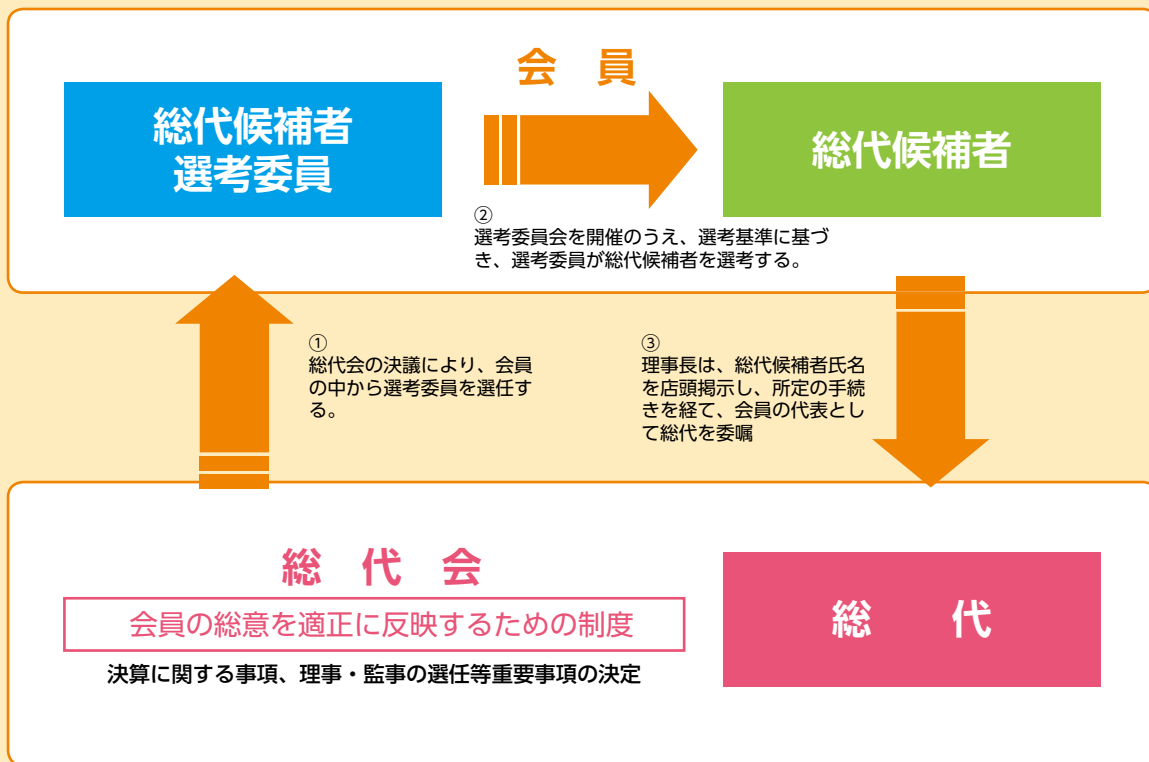 会　員
総代候補者
選考委員
総代候補者
②
選考委員会を開催のうえ、選考基準に基づ
き、選考委員が総代候補者を選考する。
①
総代会の決議により、会員
の中から選考委員を選任す
る。
③
理事長は、総代候補者氏名
を店頭掲示し、所定の手続
きを経て、会員の代表とし
て総代を委嘱
総　代　会
会員の総意を適正に反映するための制度
決算に関する事項、理事・監事の選任等重要事項の決定
総　　代